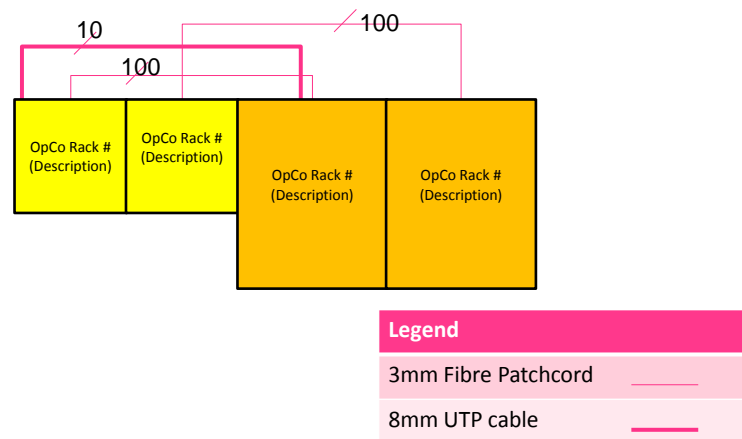 100
10
100
OpCo Rack #
(Description)
OpCo Rack #
(Description)
OpCo Rack #
(Description)
OpCo Rack #
(Description)
Legend
3mm Fibre Patchcord
8mm UTP cable